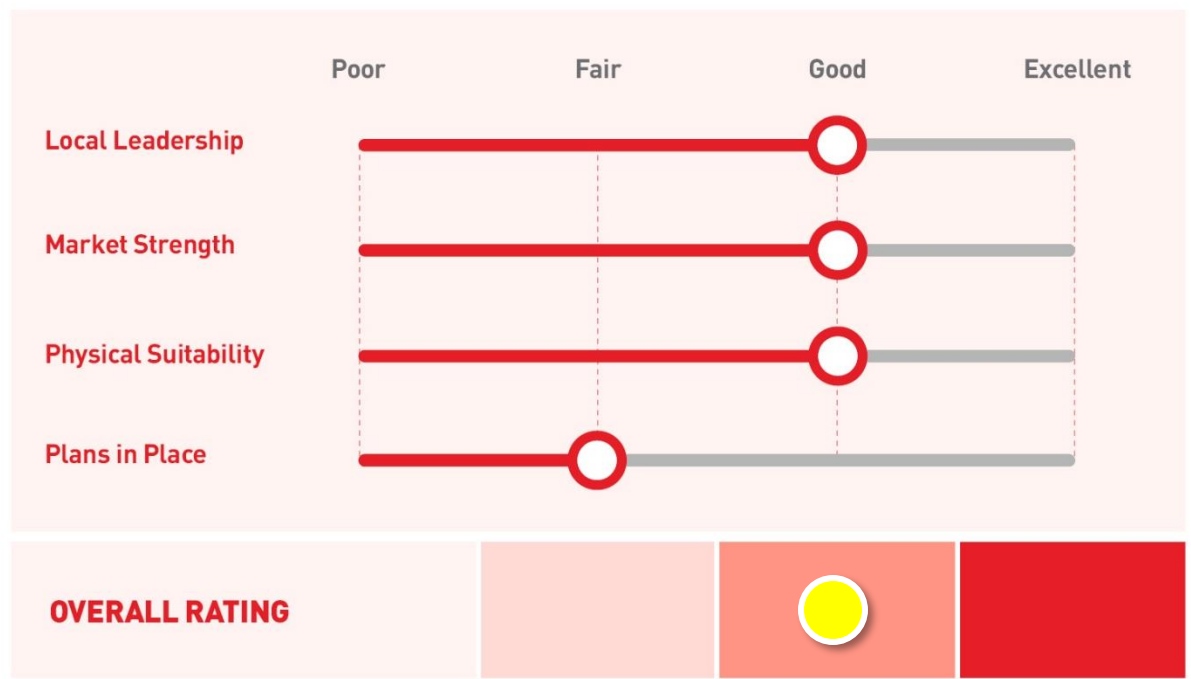 Poor Fair Good Excellent
Local Leadership
Market Strength
Physical Suitability
Plans in Place
OVERALL RATING